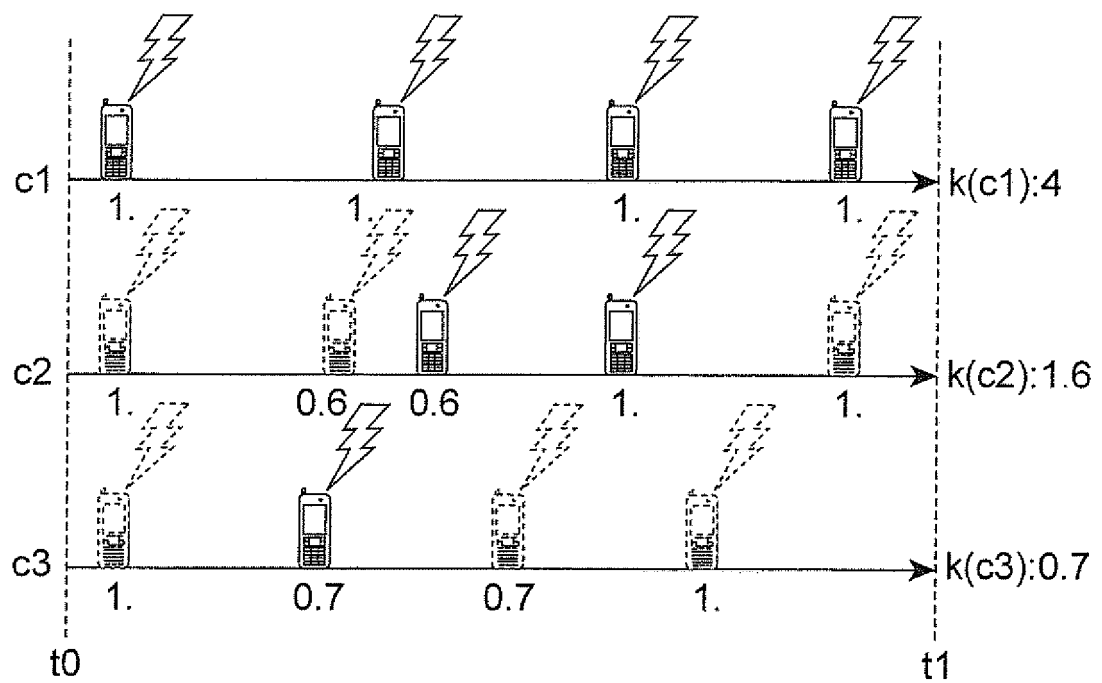 c1 k(c1):4
1. 1. 1. 1.
c2 k(c2):1.6
1. 0.6 0.6 1. 1.
c3 k(c3):0.7
1. 0.7 0.7 1.
t0 t1